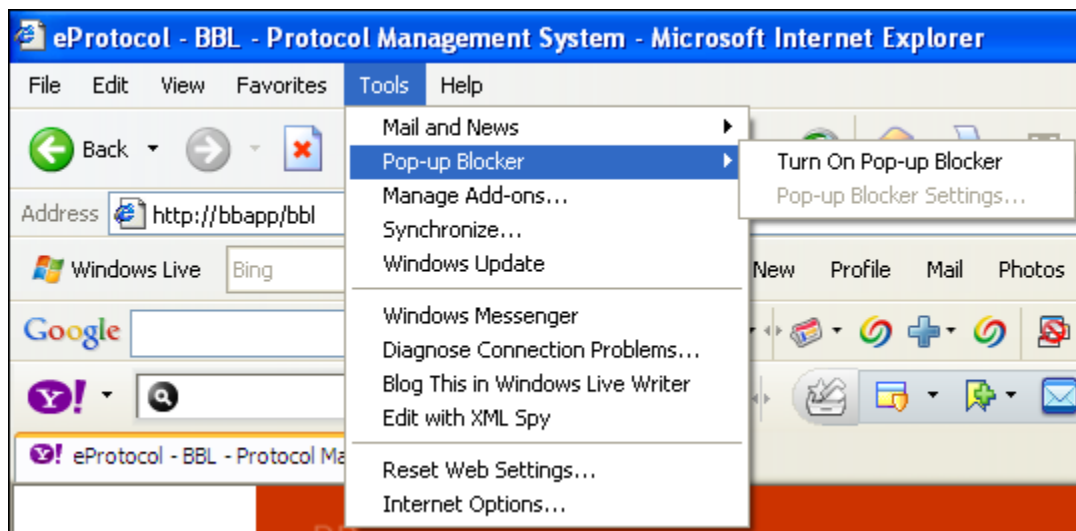 eProtocol - BBL - Protocol Management System - Microsoft Internet Explorer
File Edit View Favorites Tools Help
Back
Mail and News
Pop-up Blocker
Turn On Pop-up Blocker
Manage Add-ons...
Pop-up Blocker Settings...
Address http://bbapp/bbl
Synchronize...
Windows Live Bing
Windows Update
New Profile Mail Photos
Google
Windows Messenger
Diagnose Connection Problems...
Y!
Blog This in Windows Live Writer
Edit with XML Spy
Y! eProtocol - BBL - Protocol Ma
Reset Web Settings...
Internet Options...